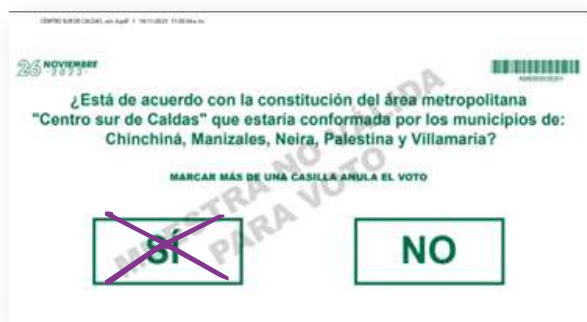 26 NOVIEMBRE
2023
¿Está de acuerdo con la constitución del área metropolitana
"Centro sur de Caldas" que estaría conformada por los municipios de:
Chinchiná, Manizales, Neira, Palestina y Villamaría?
MARCAR MÁS DE UNA CASILLA ANULA EL VOTO
MUESTRA NO VÁLIDA
PARA VOTO
SÍ
NO